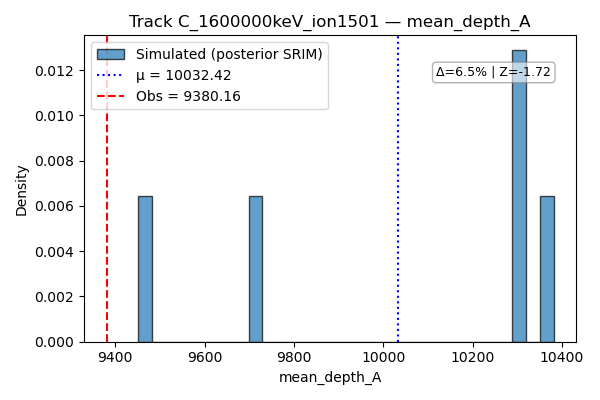 Track C_1600000keV_ion1501 — mean_depth_A
Simulated (posterior SRIM)
μ = 10032.42
Obs = 9380.16
Δ=6.5% | Z=-1.72
Density
0.012
0.010
0.008
0.006
0.004
0.002
0.000
9400 9600 9800 10000 10200 10400
mean_depth_A